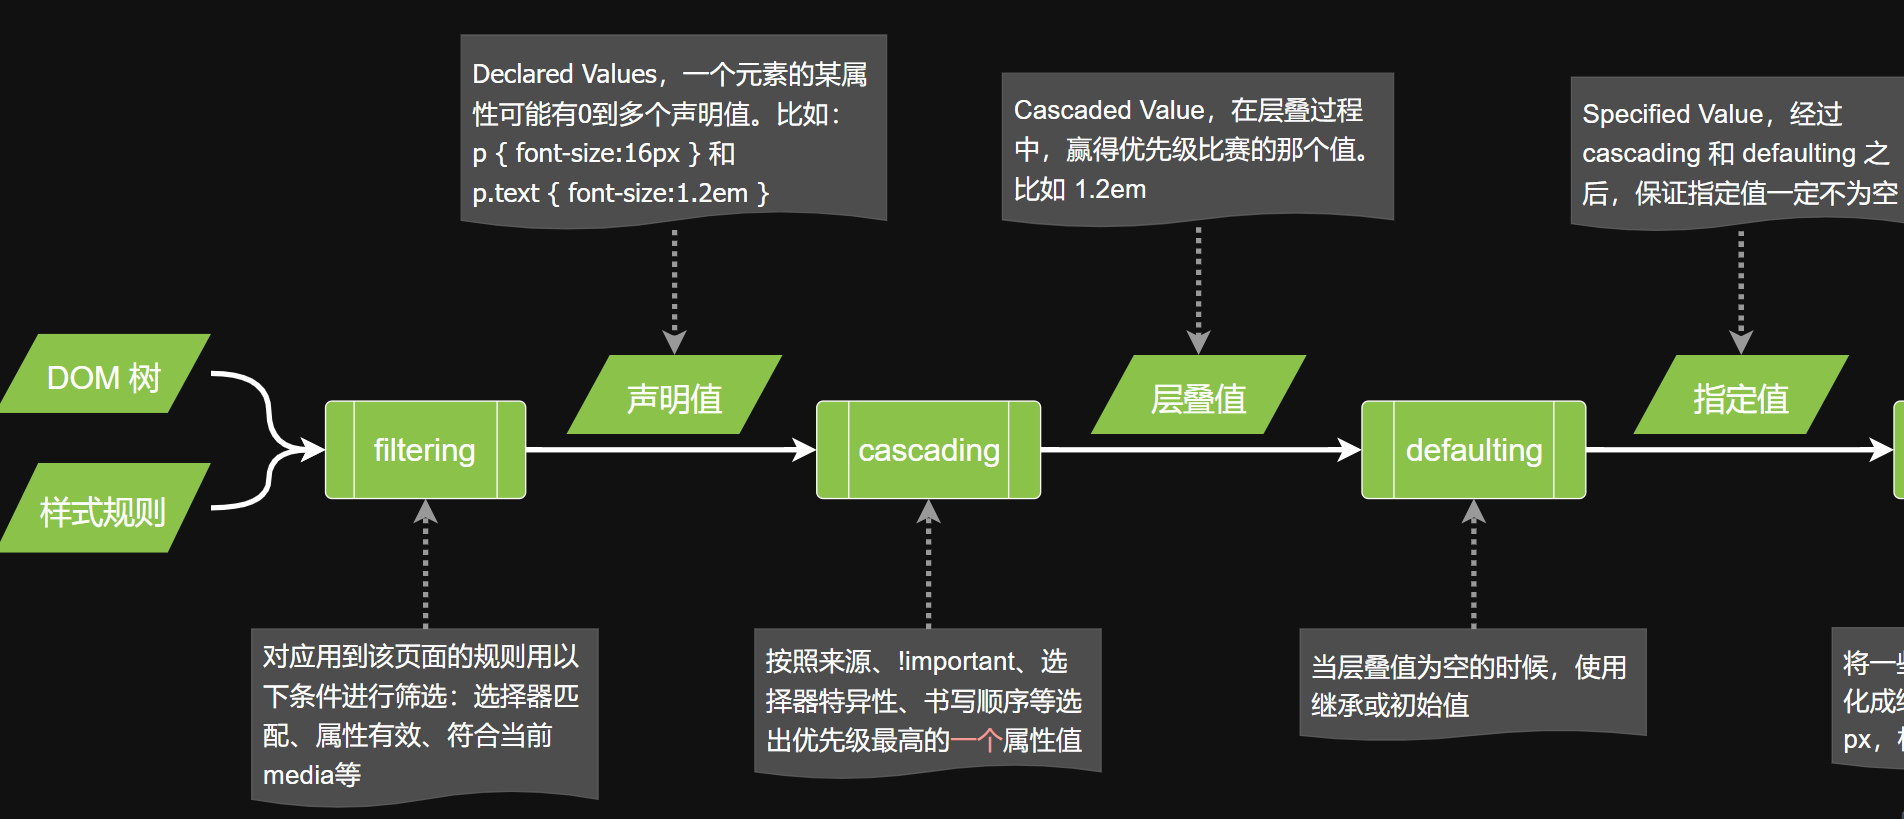 Declared Values，一个元素的某属
性可能有0到多个声明值。比如：
p { font-size:16px } 和
p.text { font-size:1.2em }
Cascaded Value，在层叠过程
中，赢得优先级比赛的那个值。
比如 1.2em
Specified Value，经过
cascading 和 defaulting 之
后，保证指定值一定不为空
DOM 树
样式规则
filtering
声明值
cascading
层叠值
defaulting
指定值
对应用到该页面的规则用以
下条件进行筛选：选择器匹
配、属性有效、符合当前
media等
按照来源、!important、选
择器特异性、书写顺序等选
出优先级最高的一个属性值
当层叠值为空的时候，使用
继承或初始值
将一
化成
px，